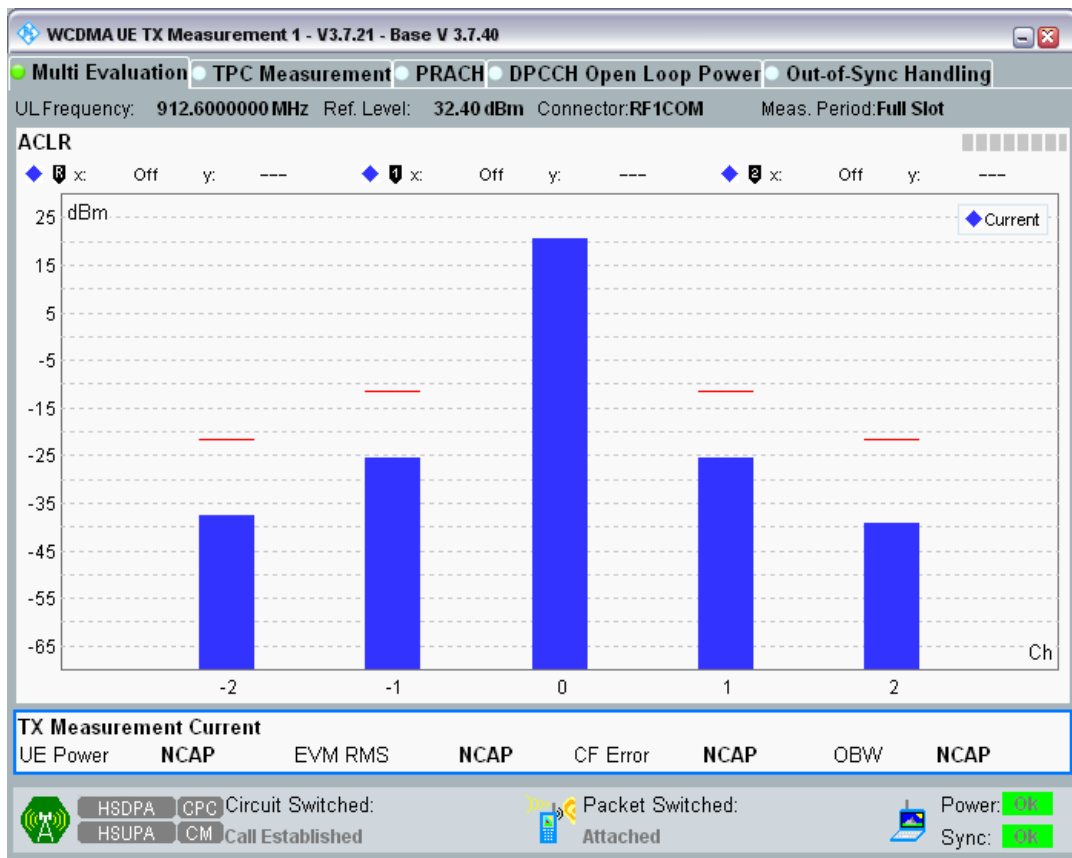 WCDMA UE TX Measurement 1 - V3.7.21 - Base V 3.7.40
Multi Evaluation TPC Measurement PRACH DPCCH Open Loop Power Out-of-Sync Handling
UL Frequency: 912.6000000 MHz Ref. Level: 32.40 dBm Connector: RF1COM Meas. Period: Full Slot
ACLR
R x: Off y: --- 1 x: Off y: --- 2 x: Off y: ---
dBm
Current
25
15
5
-5
-15
-25
-35
-45
-55
-65
Ch
-2 -1 0 1 2
TX Measurement Current
UE Power NCAP EVM RMS NCAP CF Error NCAP OBW NCAP
HSDPA CPC Circuit Switched: Packet Switched: Power: Ok
HSUPA CM Call Established Attached Sync: Ok